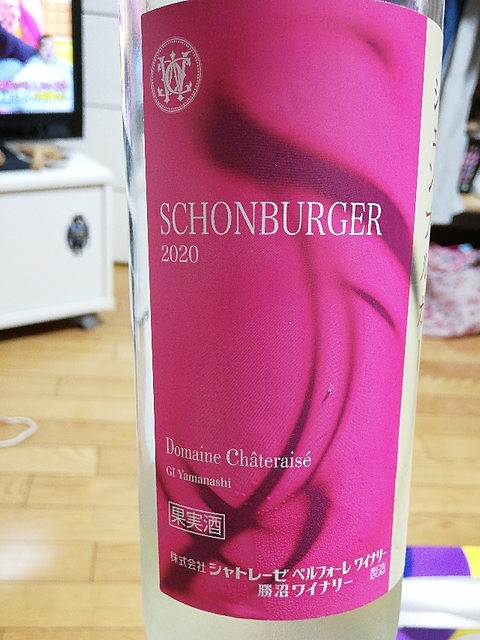 SCHONBURGER
2020
Domaine Châteraisé
GI Yamanashi
果実酒
株式会社 シャトレーゼ ベルフォーレ ワイナリー
勝沼ワイナリー 製造